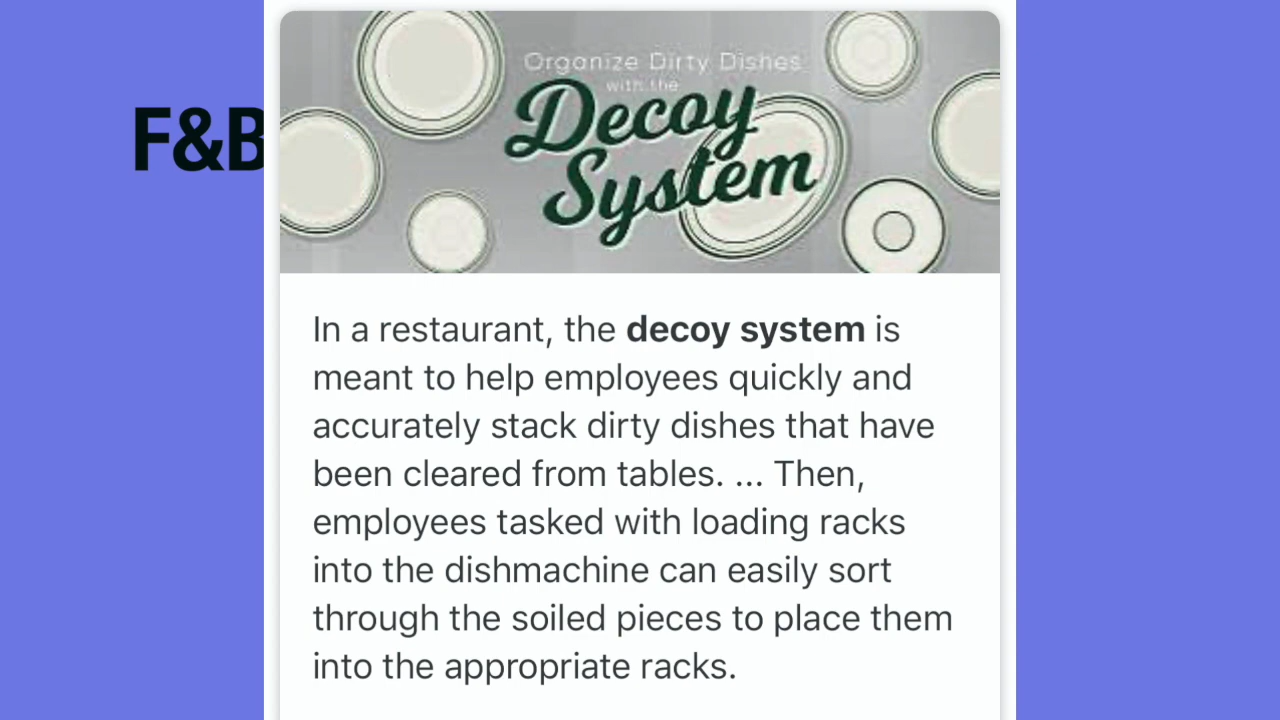 F&B
Organize Dirty Dishes
with the
Decoy
System
In a restaurant, the decoy system is
meant to help employees quickly and
accurately stack dirty dishes that have
been cleared from tables. ... Then,
employees tasked with loading racks
into the dishmachine can easily sort
through the soiled pieces to place them
into the appropriate racks.